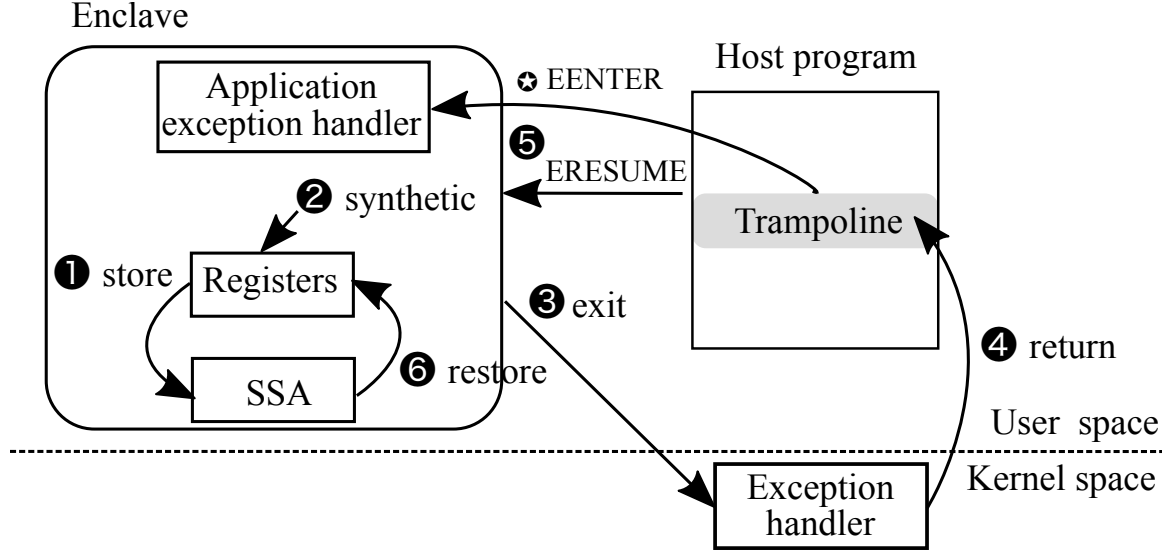 Enclave
Host program
Application
exception handler
✪ EENTER
❺
ERESUME
❷ synthetic
Trampoline
❶ store
Registers
❸ exit
❹ return
❻ restore
SSA
User space
Kernel space
Exception
handler